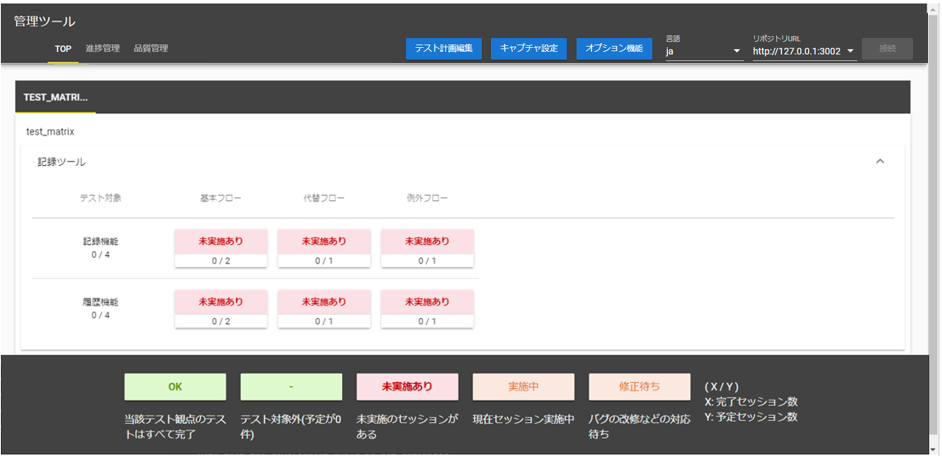 管理ツール
TOP 進捗管理 品質管理 テスト計画編集 キャプチャ設定 オプション機能 言語 ja リポジトリURL http://127.0.0.1:3002 接続
TEST_MATRI...
test_matrix
記録ツール
テスト対象 基本フロー 代替フロー 例外フロー
記録機能 未実施あり 未実施あり 未実施あり
0 / 4 0 / 2 0 / 1 0 / 1
履歴機能 未実施あり 未実施あり 未実施あり
0 / 4 0 / 2 0 / 1 0 / 1
OK - 未実施あり 実施中 修正待ち ( X / Y )
X: 完了セッション数
Y: 予定セッション数
当該テスト観点のテス
トはすべて完了
テスト対象外(予定が0
件)
未実施のセッションが
ある
現在セッション実施中
バグの改修などの対応
待ち